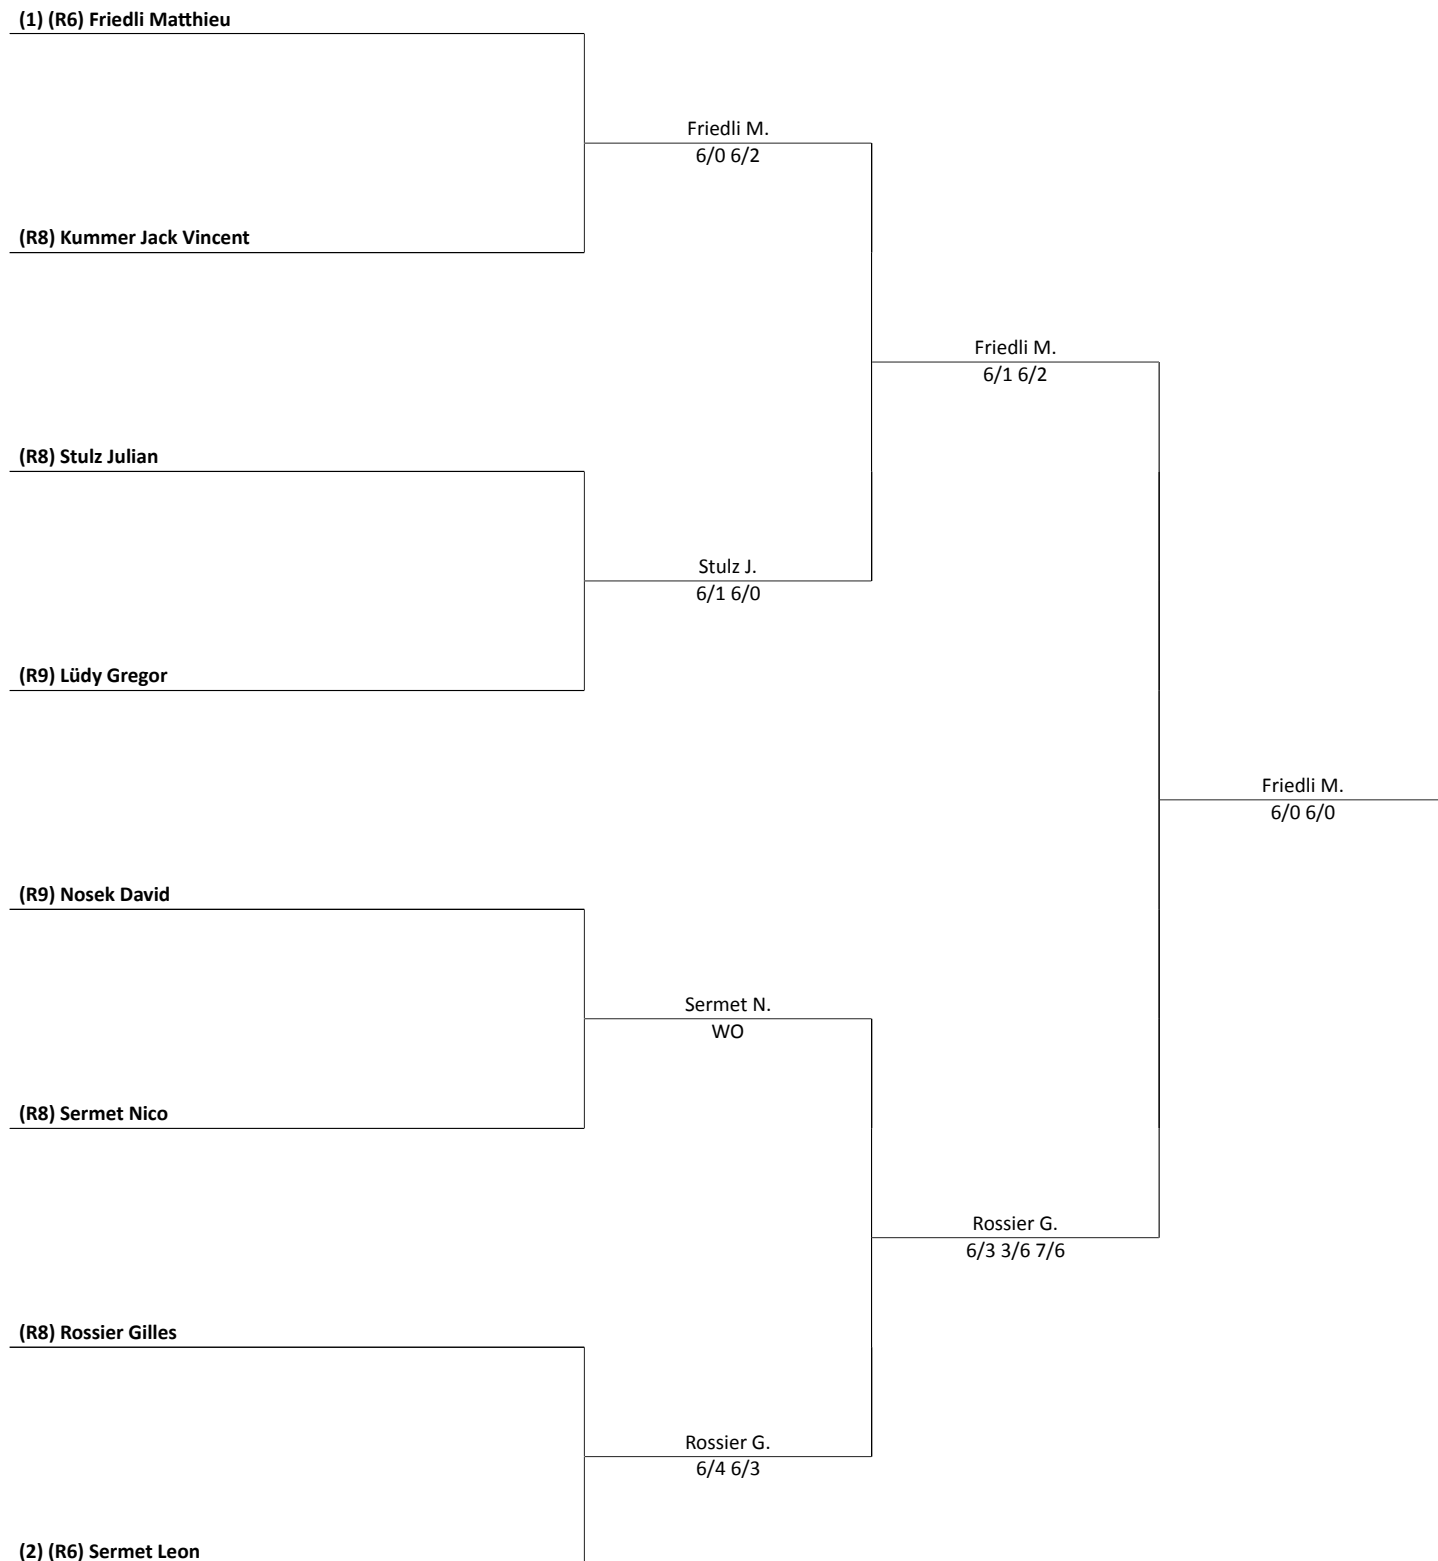 (1) (R6) Friedli Matthieu
Friedli M.
6/0 6/2
(R8) Kummer Jack Vincent
Friedli M.
6/1 6/2
(R8) Stulz Julian
Stulz J.
6/1 6/0
(R9) Lüdy Gregor
Friedli M.
6/0 6/0
(R9) Nosek David
Sermet N.
WO
(R8) Sermet Nico
Rossier G.
6/3 3/6 7/6
(R8) Rossier Gilles
Rossier G.
6/4 6/3
(2) (R6) Sermet Leon